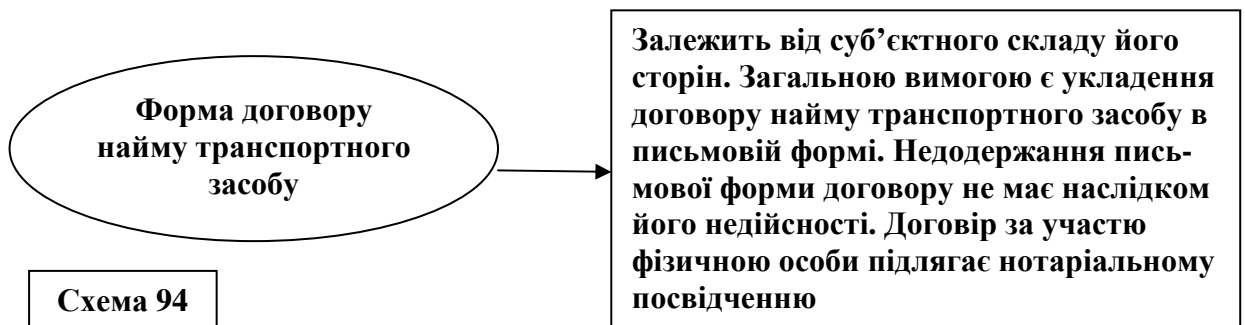 Форма договору
найму транспортного
засобу
Залежить від суб’єктного складу його
сторін. Загальною вимогою є укладення
договору найму транспортного засобу в
письмовій формі. Недодержання пись-
мової форми договору не має наслідком
його недійсності. Договір за участю
фізичною особи підлягає нотаріальному
посвідченню
Схема 94